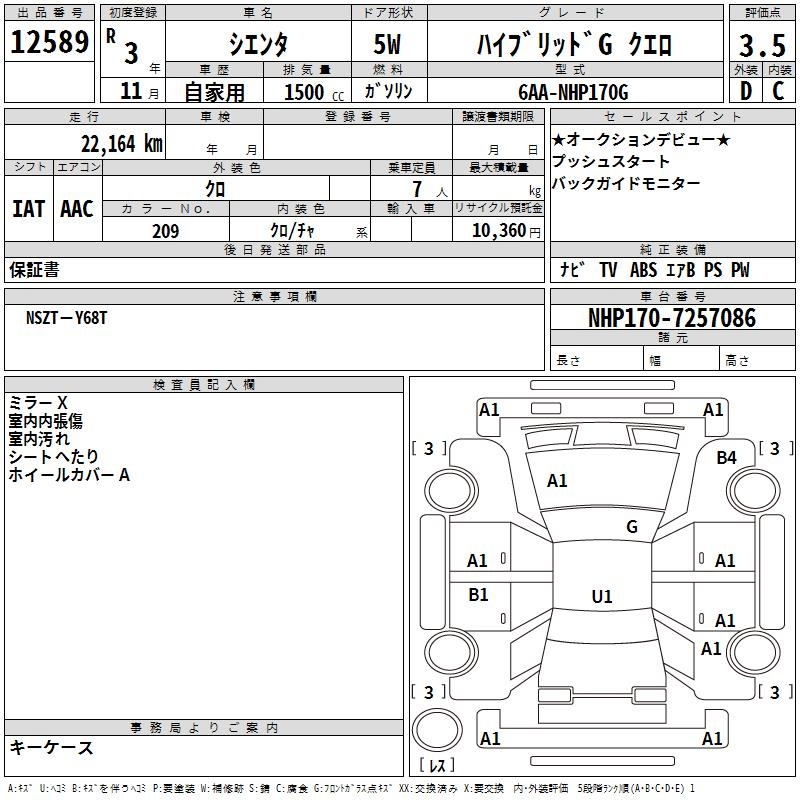 出品番号 初度登録 車名 ドア形状 グレード 評価点
12589 R 3 年 シエンタ 5W ハイブリッドG クエロ 3.5
車歴 排気量 燃料 型式 外装 内装
11 月 自家用 1500 CC ガソリン 6AA-NHP170G D C
走行 車検 登録番号 譲渡書類期限 セールスポイント
22,164 km 年 月 月 日 ★オークションデビュー★
プッシュスタート
バックガイドモニター
シフト エアコン 外装色 乗車定員 最大積載量
IAT AAC クロ 7 人 kg
カラーNo. 内装色 輸入車 リサイクル預託金
209 クロ/チャ 系 10,360 円
後日発送部品 純正装備
保証書 ナビ TV ABS エアB PS PW
注意事項欄 車台番号
NSZT－Y68T NHP170-7257086
諸元
長さ 幅 高さ
検査員記入欄
ミラーX
室内内張傷
室内汚れ
シートへたり
ホイールカバーA
A1 A1
[ 3 ] [ 3 ]
B4
A1
G
A1 A1
B1 U1
A1
A1
[ 3 ] [ 3 ]
A1 A1
[ レス ]
事務局よりご案内
キーケース
A:キズ U:ヘコミ B:キズを伴うヘコミ P:要塗装 W:補修跡 S:錆 C:腐食 G:フロントガラス点キズ XX:交換済み X:要交換 内・外装評価 5段階ランク順(A・B・C・D・E) 1